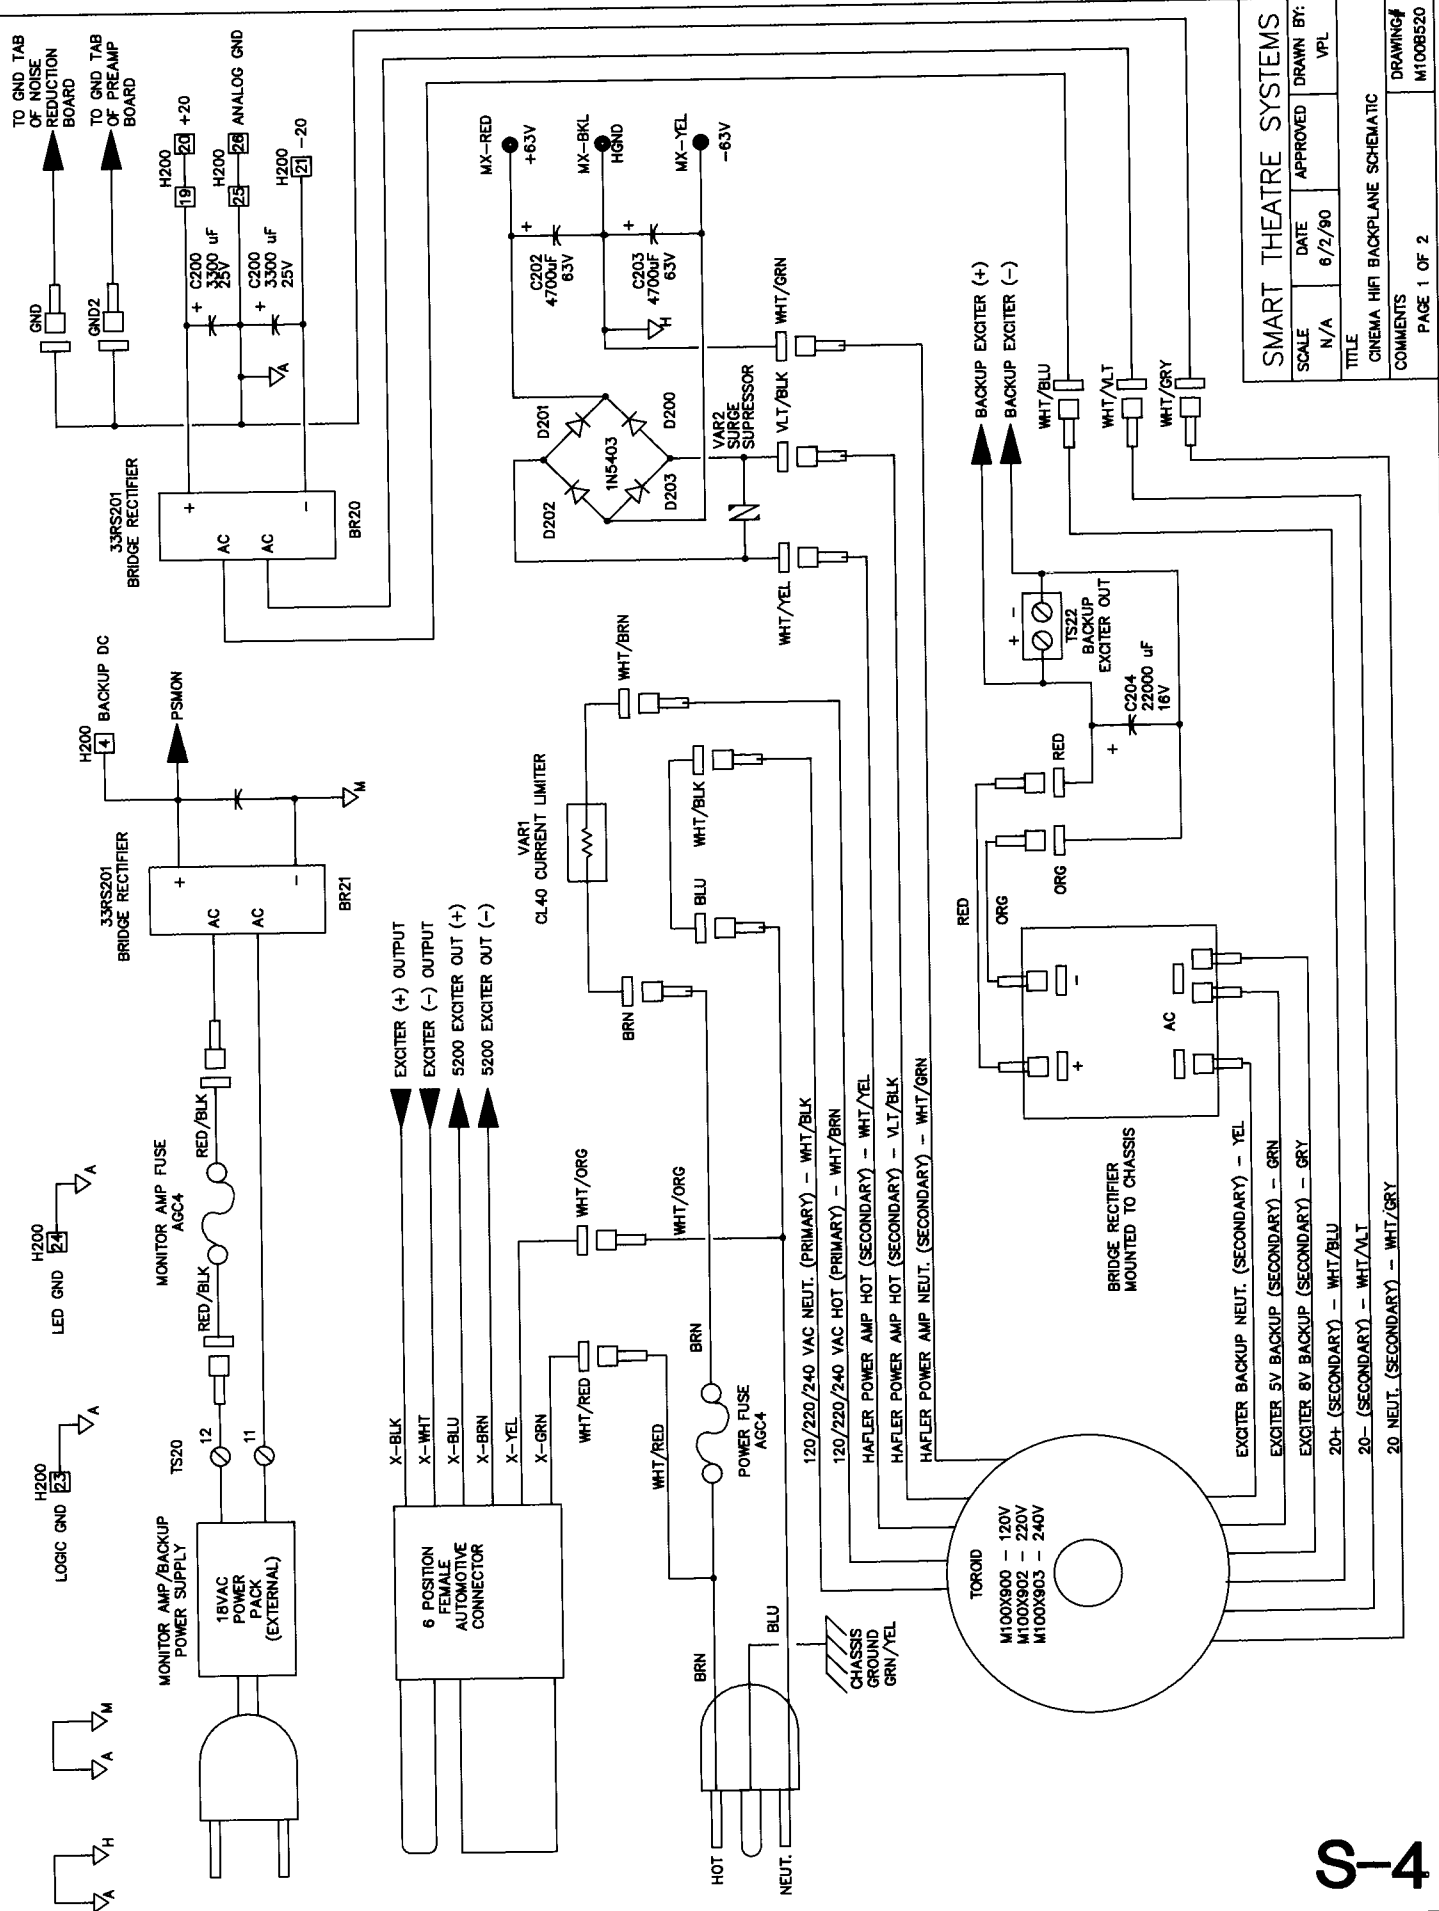 TO GND TAB
OF NOISE
REDUCTION
BOARD
TO GND TAB
OF PREAMP
BOARD
GND
GND2
H200
19
20
+20
H200
25
26
ANALOG GND
H200
21
-20
+
C200
3300 uF
25V
+
C200
3300 uF
25V
A
33RS201
BRIDGE RECTIFIER
+
AC
AC
-
BR20
H200
4
BACKUP DC
PSMON
M
33RS201
BRIDGE RECTIFIER
+
AC
AC
-
BR21
H200
24
LED GND
A
H200
23
LOGIC GND
A
A
M
A
H
MONITOR AMP FUSE
AGC4
RED/BLK
RED/BLK
TS20
12
11
MONITOR AMP/BACKUP
POWER SUPPLY
18VAC
POWER
PACK
(EXTERNAL)
EXCITER (+) OUTPUT
EXCITER (-) OUTPUT
5200 EXCITER OUT (+)
5200 EXCITER OUT (-)
X-BLK
X-WHT
X-BLU
X-BRN
X-YEL
X-GRN
6 POSITION
FEMALE
AUTOMOTIVE
CONNECTOR
WHT/ORG
WHT/ORG
WHT/RED
WHT/RED
VAR1
CL40 CURRENT LIMITER
WHT/BRN
BRN
WHT/BLK
BLU
BRN
POWER FUSE
AGC4
BRN
BLU
HOT
NEUT.
CHASSIS
GROUND
GRN/YEL
MX-RED
+63V
MX-BKL
HGND
MX-YEL
-63V
+
C202
4700uF
63V
+
C203
4700uF
63V
H
D201
D200
1N5403
D202
D203
VAR2
SURGE
SUPRESSOR
WHT/GRN
VLT/BLK
WHT/YEL
120/220/240 VAC NEUT. (PRIMARY) - WHT/BLK
120/220/240 VAC HOT (PRIMARY) - WHT/BRN
HAFLER POWER AMP HOT (SECONDARY) - WHT/YEL
HAFLER POWER AMP HOT (SECONDARY) - VLT/BLK
HAFLER POWER AMP NEUT. (SECONDARY) - WHT/GRN
TOROID
M100X900 - 120V
M100X902 - 220V
M100X903 - 240V
BRIDGE RECTIFIER
MOUNTED TO CHASSIS
+
-
AC
RED
ORG
RED
ORG
+
C204
22000 uF
16V
+ -
TS22
BACKUP
EXCITER OUT
BACKUP EXCITER (+)
BACKUP EXCITER (-)
WHT/BLU
WHT/VLT
WHT/GRY
EXCITER BACKUP NEUT. (SECONDARY) - YEL
EXCITER 5V BACKUP (SECONDARY) - GRN
EXCITER 8V BACKUP (SECONDARY) - GRY
20+ (SECONDARY) - WHT/BLU
20- (SECONDARY) - WHT/VLT
20 NEUT. (SECONDARY) - WHT/GRY
SMART THEATRE SYSTEMS
SCALE
N/A
DATE
6/2/90
APPROVED
DRAWN BY:
VPL
TITLE
CINEMA HIFI BACKPLANE SCHEMATIC
COMMENTS
PAGE 1 OF 2
DRAWING#
M100B520
S-4